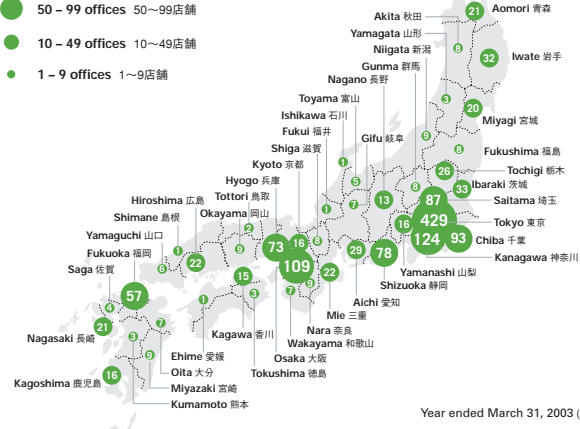 50 – 99 offices 50〜99店舗
10 – 49 offices 10〜49店舗
1 – 9 offices 1〜9店舗
Aomori 青森
21
Akita 秋田
8
Yamagata 山形
3
Iwate 岩手
32
Niigata 新潟
9
Gunma 群馬
8
Nagano 長野
13
Miyagi 宮城
20
Toyama 富山
5
Ishikawa 石川
1
Fukui 福井
1
Gifu 岐阜
7
Fukushima 福島
8
Shiga 滋賀
8
Kyoto 京都
16
Tochigi 栃木
26
Ibaraki 茨城
33
Hyogo 兵庫
73
Saitama 埼玉
87
Tottori 鳥取
2
Hiroshima 広島
22
Okayama 岡山
9
Tokyo 東京
429
Shimane 島根
1
Chiba 千葉
93
Yamaguchi 山口
6
Kanagawa 神奈川
124
Fukuoka 福岡
57
Yamanashi 山梨
16
Saga 佐賀
4
Shizuoka 静岡
78
Aichi 愛知
29
Mie 三重
22
Nagasaki 長崎
21
Kagawa 香川
15
Nara 奈良
9
Wakayama 和歌山
7
Ehime 愛媛
1
Osaka 大阪
109
Oita 大分
7
Tokushima 徳島
3
Kagoshima 鹿児島
16
Miyazaki 宮崎
9
Kumamoto 熊本
3
Year ended March 31, 2003 (